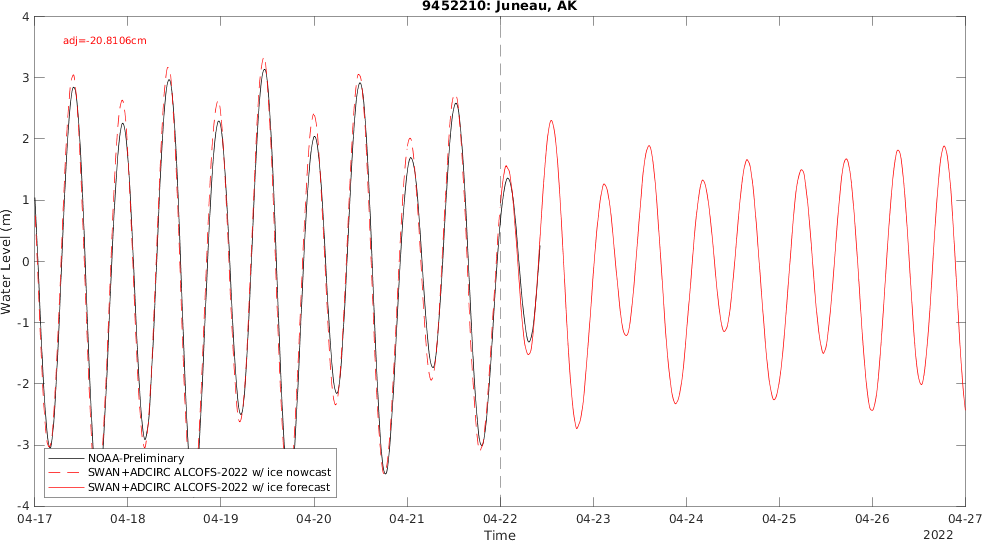 9452210: Juneau, AK
adj=-20.8106cm
4
3
2
1
0
-1
-2
-3
-4
Water Level (m)
NOAA-Preliminary
SWAN+ADCIRC ALCOFS-2022 w/ ice nowcast
SWAN+ADCIRC ALCOFS-2022 w/ ice forecast
04-17 04-18 04-19 04-20 04-21 04-22 04-23 04-24 04-25 04-26 04-27
Time
2022